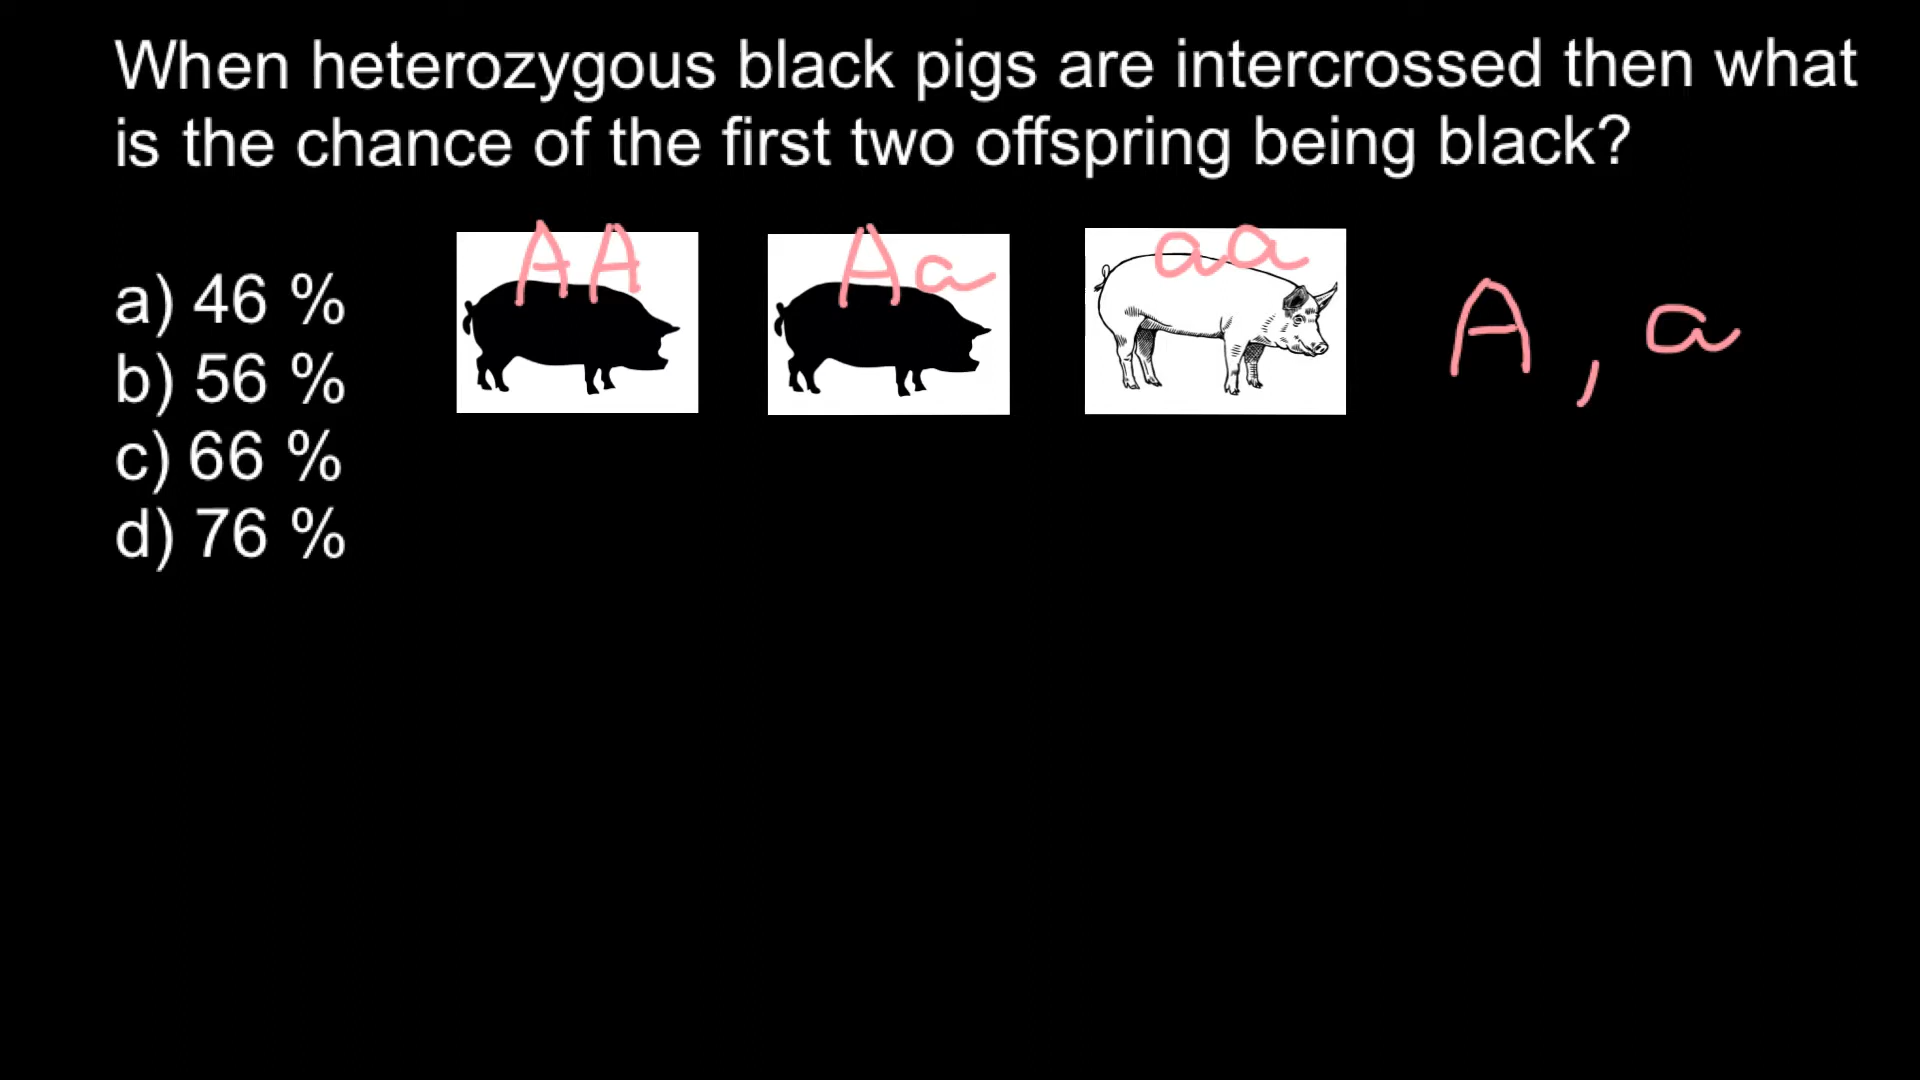 When heterozygous black pigs are intercrossed then what
is the chance of the first two offspring being black?
AA
Aa
aa
A , a
a) 46 %
b) 56 %
c) 66 %
d) 76 %